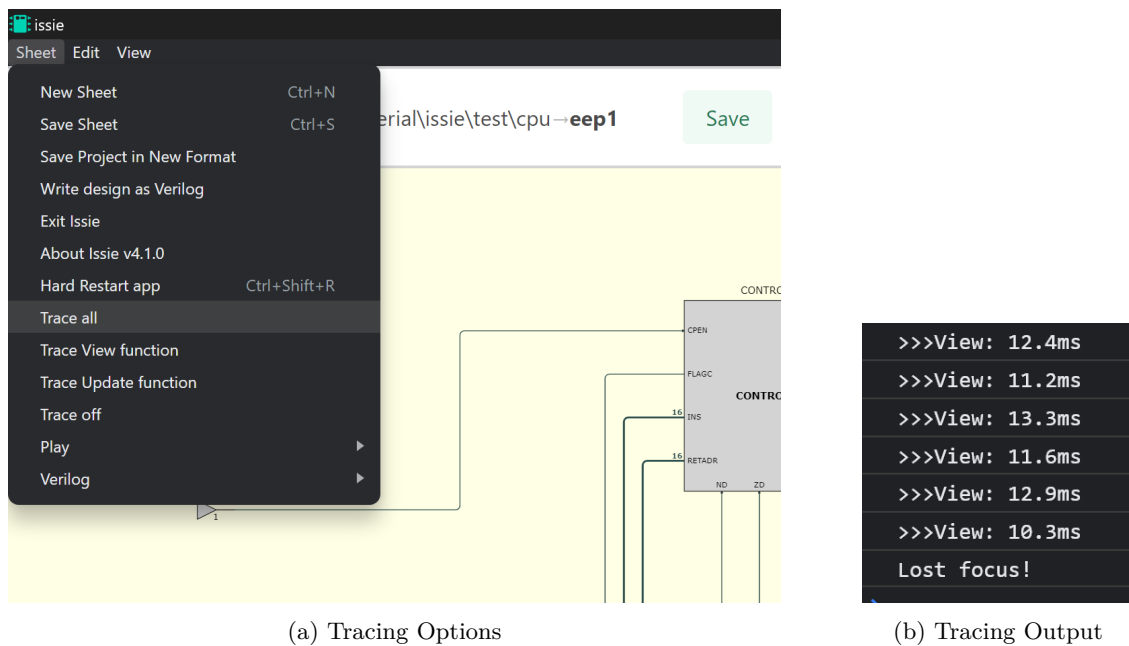 issie
Sheet Edit View
New Sheet Ctrl+N
Save Sheet Ctrl+S
Save Project in New Format
Write design as Verilog
Exit Issie
About Issie v4.1.0
Hard Restart app Ctrl+Shift+R
Trace all
Trace View function
Trace Update function
Trace off
Play
Verilog
erial\issie\test\cpu→eep1
Save
CONTRO
CPEN
FLAGC
CONTRO
16 INS
16 RETADR
ND ZD
1
(a) Tracing Options
>>>View: 12.4ms
>>>View: 11.2ms
>>>View: 13.3ms
>>>View: 11.6ms
>>>View: 12.9ms
>>>View: 10.3ms
Lost focus!
(b) Tracing Output